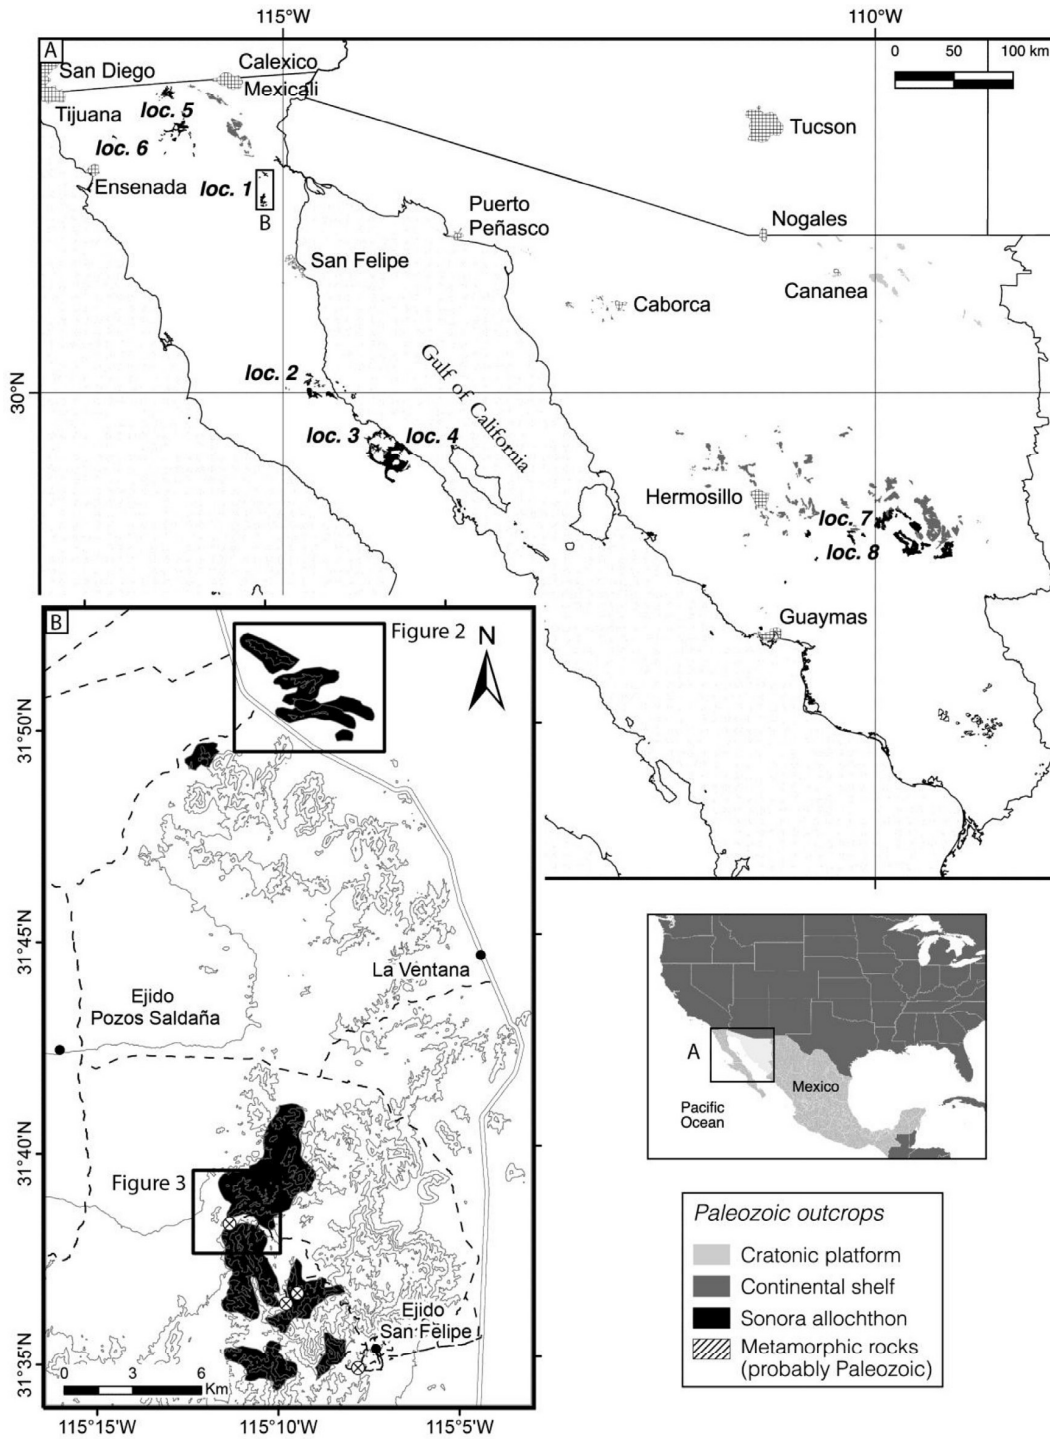 115°W
110°W
A
0 50 100 km
San Diego
Calexico
Mexicali
Tijuana
loc. 5
loc. 6
Tucson
Ensenada
loc. 1
B
Puerto
Peñasco
Nogales
San Felipe
Cananea
Caborca
30°N
loc. 2
Gulf of California
loc. 3
loc. 4
Hermosillo
loc. 7
loc. 8
Guaymas
B
Figure 2
N
31°50'N
31°45'N
La Ventana
Ejido
Pozos Saldaña
31°40'N
Figure 3
Ejido
San Felipe
31°35'N
0 3 6
Km
115°15'W
115°10'W
115°5'W
A
Mexico
Pacific
Ocean
Paleozoic outcrops
Cratonic platform
Continental shelf
Sonora allochthon
Metamorphic rocks
(probably Paleozoic)